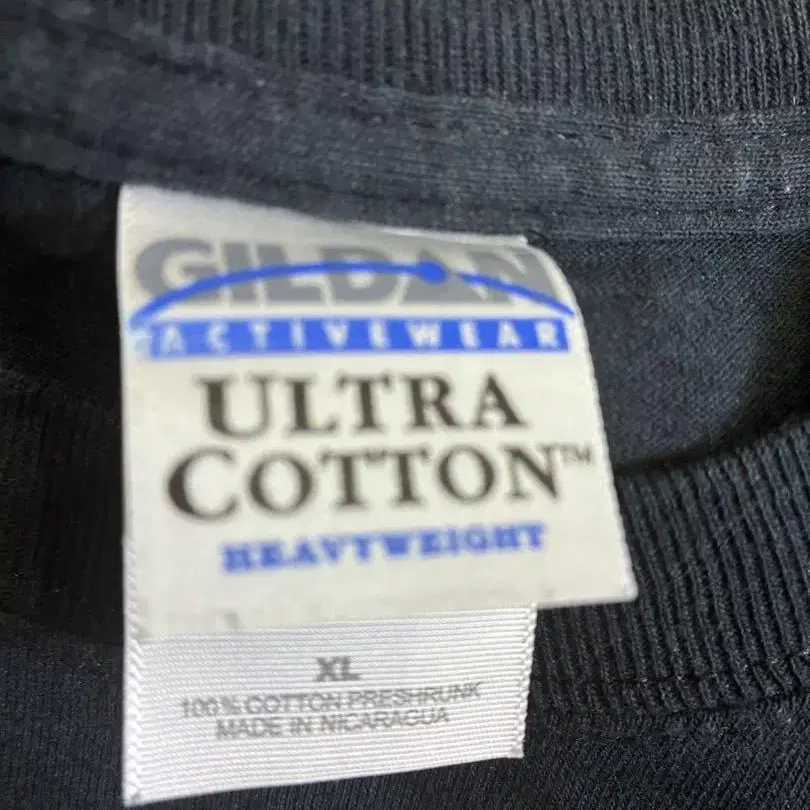 GILDAN
ACTIVEWEAR
ULTRA
COTTON™
HEAVYWEIGHT
XL
100% COTTON PRESHRUNK
MADE IN NICARAGUA